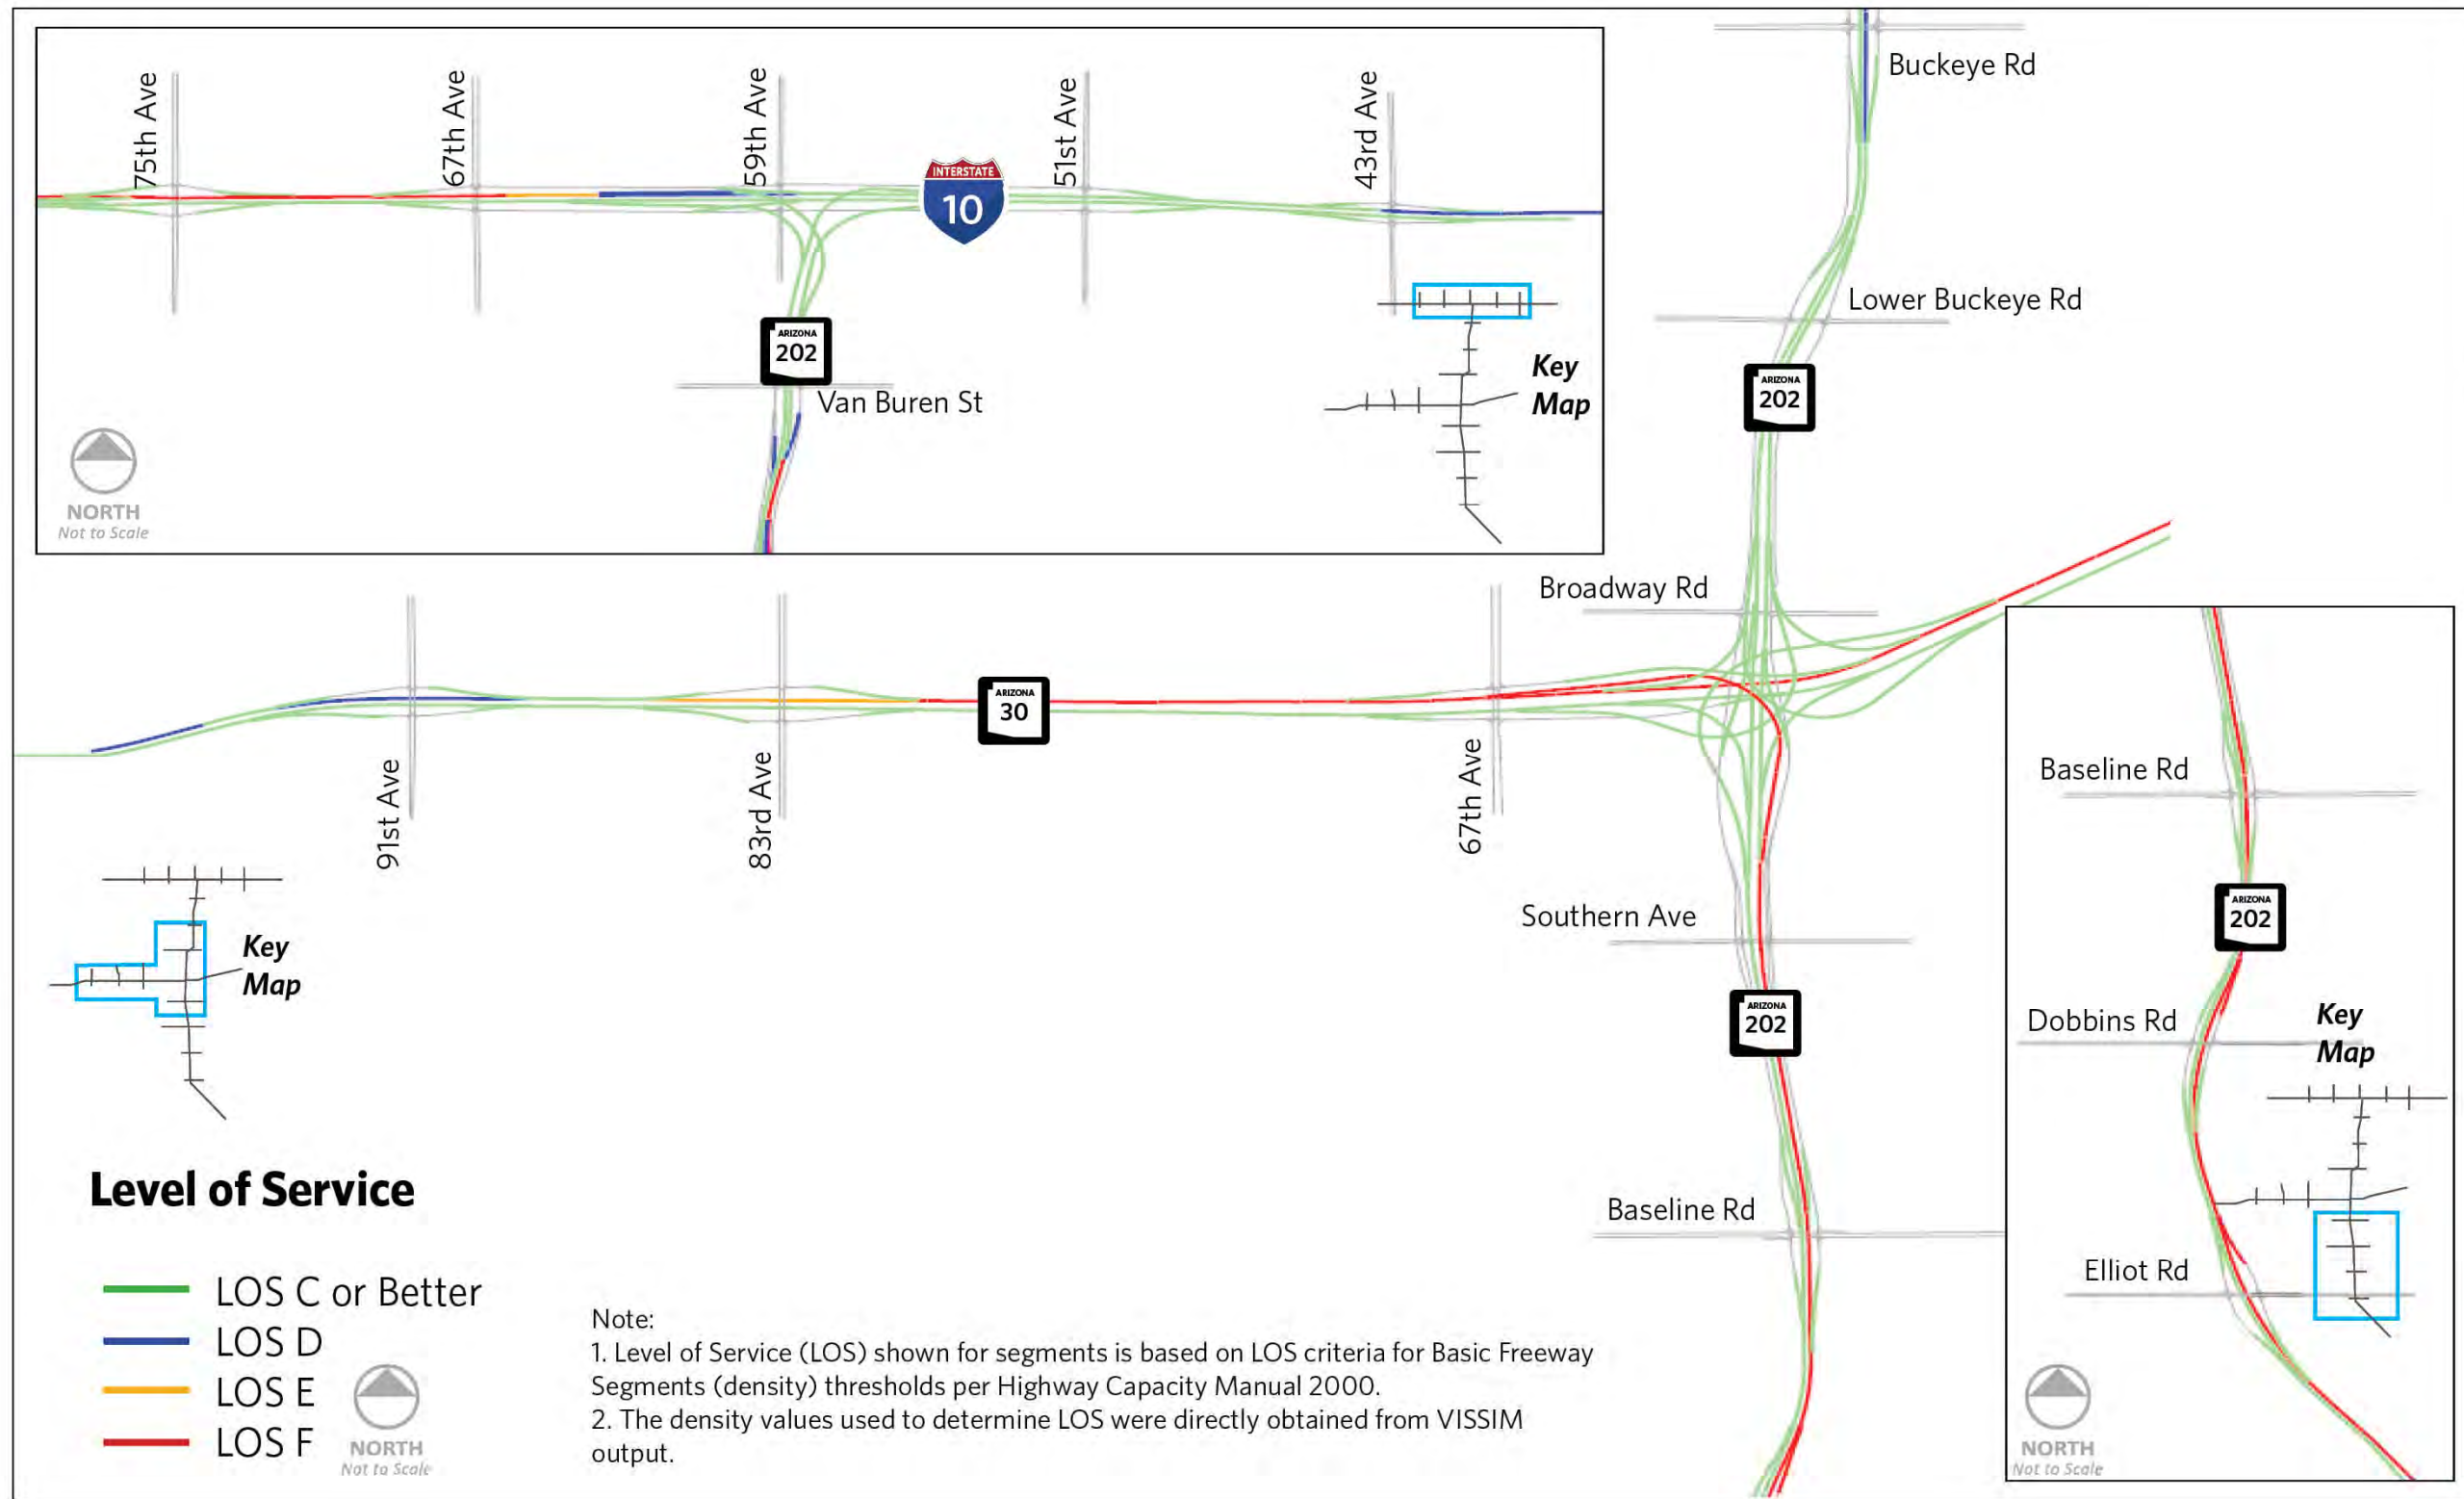 75th Ave
67th Ave
59th Ave
51st Ave
43rd Ave
INTERSTATE
10
ARIZONA
202
Van Buren St
Key
Map
NORTH
Not to Scale
Buckeye Rd
Lower Buckeye Rd
ARIZONA
202
Broadway Rd
ARIZONA
30
91st Ave
83rd Ave
67th Ave
Southern Ave
ARIZONA
202
Baseline Rd
Key
Map
Baseline Rd
ARIZONA
202
Dobbins Rd
Key
Map
Elliot Rd
NORTH
Not to Scale
Level of Service
LOS C or Better
LOS D
LOS E
LOS F
NORTH
Not to Scale
Note:
1. Level of Service (LOS) shown for segments is based on LOS criteria for Basic Freeway
Segments (density) thresholds per Highway Capacity Manual 2000.
2. The density values used to determine LOS were directly obtained from VISSIM
output.